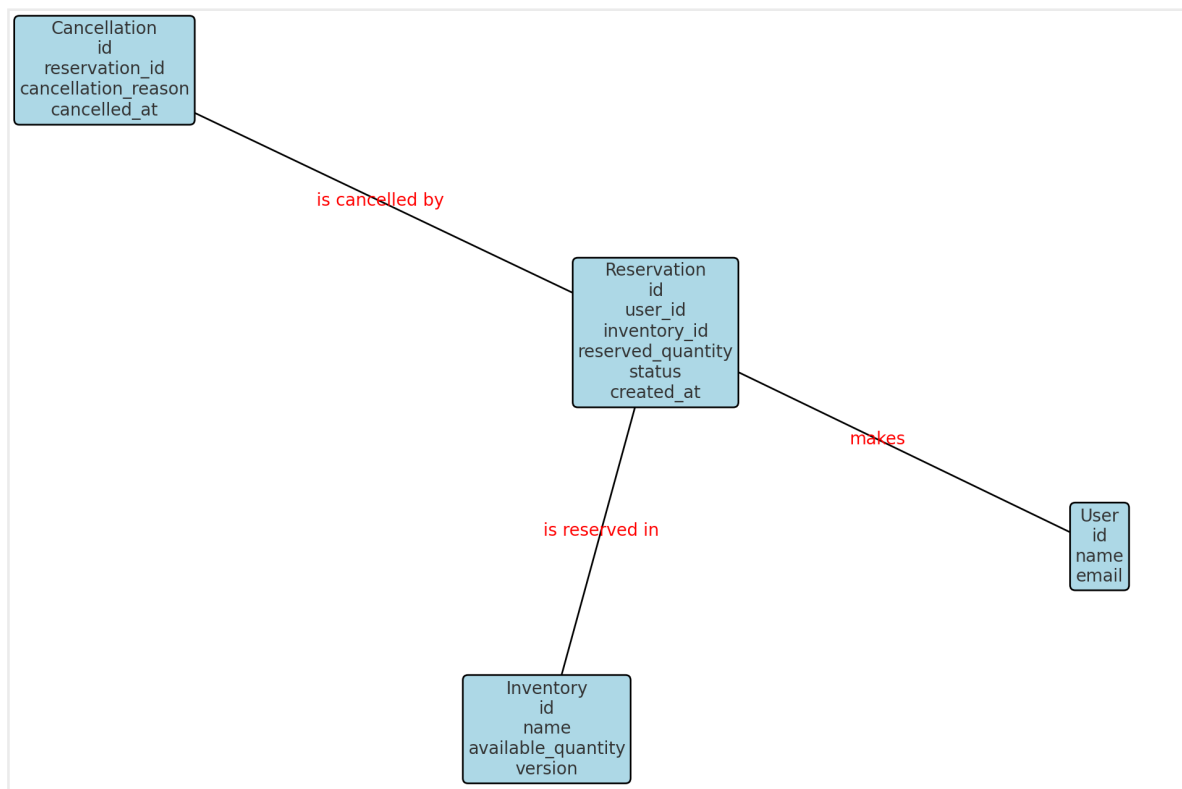 Cancellation
id
reservation_id
cancellation_reason
cancelled_at
is cancelled by
Reservation
id
user_id
inventory_id
reserved_quantity
status
created_at
makes
is reserved in
User
id
name
email
Inventory
id
name
available_quantity
version